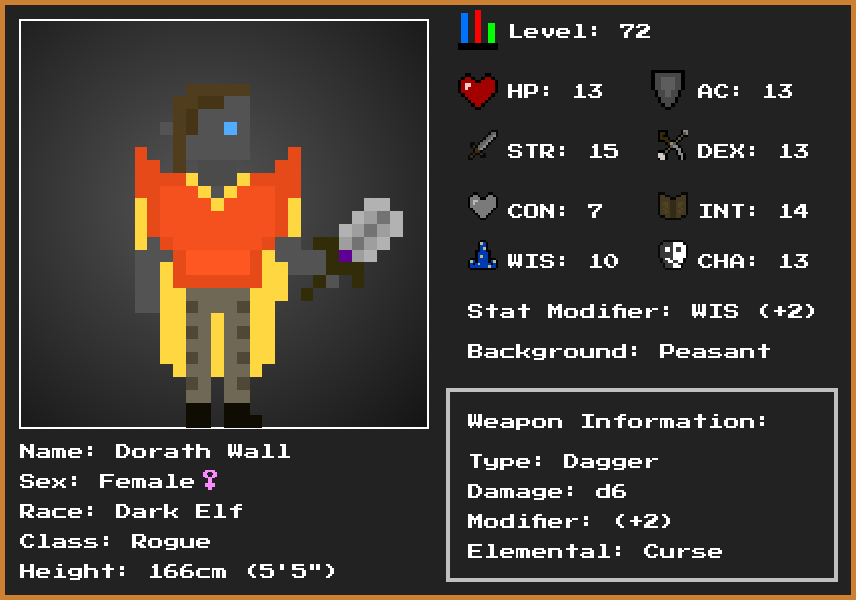 Level: 72
HP: 13
AC: 13
STR: 15
DEX: 13
CON: 7
INT: 14
WIS: 10
CHA: 13
Stat Modifier: WIS (+2)
Background: Peasant
Weapon Information:
Type: Dagger
Damage: d6
Modifier: (+2)
Elemental: Curse
Name: Dorath Wall
Sex: Female♀
Race: Dark Elf
Class: Rogue
Height: 166cm (5'5")